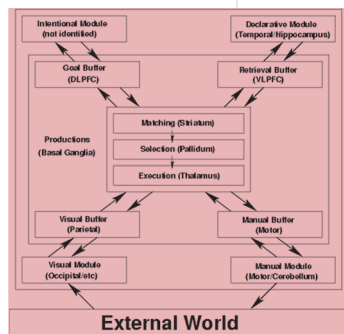 Intentional Module
(not identified)
Declarative Module
(Temporal/Hippocampus)
Goal Buffer
(DLPFC)
Retrieval Buffer
(VLPFC)
Matching (Striatum)
Productions
(Basal Ganglia)
Selection (Pallidum)
Execution (Thalamus)
Visual Buffer
(Parietal)
Manual Buffer
(Motor)
Visual Module
(Occipital/etc)
Manual Module
(Motor/Cerebellum)
External World